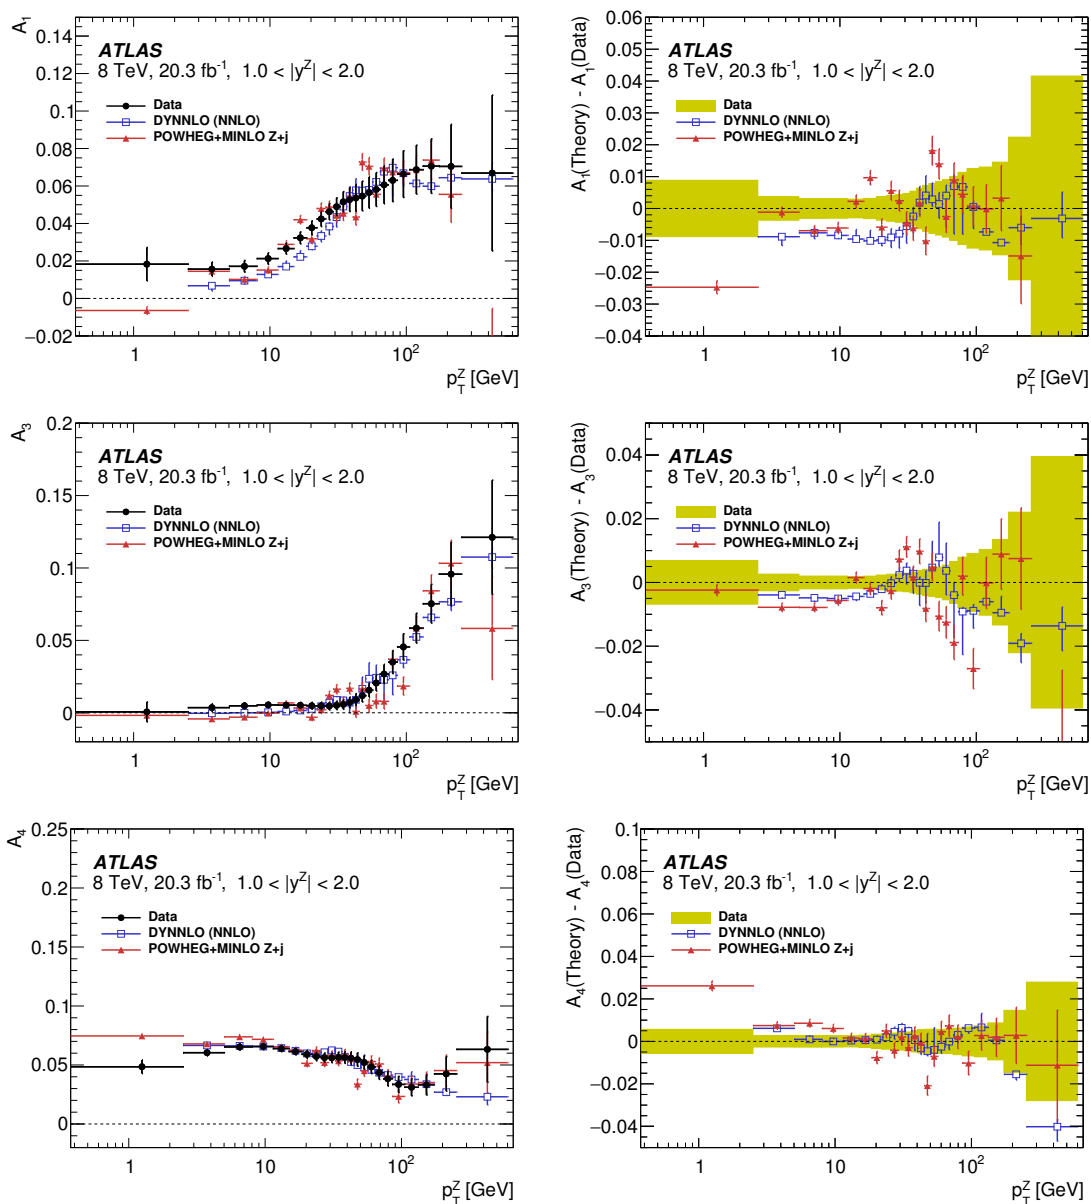 A₁
0.14
0.12
0.1
0.08
0.06
0.04
0.02
0
−0.02
ATLAS
8 TeV, 20.3 fb⁻¹, 1.0 < |yᶻ| < 2.0
Data
DYNNLO (NNLO)
POWHEG+MINLO Z+j
1 10 10²
p_T^Z [GeV]
A₁(Theory) - A₁(Data)
0.06
0.05
0.04
0.03
0.02
0.01
0
−0.01
−0.02
−0.03
−0.04
ATLAS
8 TeV, 20.3 fb⁻¹, 1.0 < |yᶻ| < 2.0
Data
DYNNLO (NNLO)
POWHEG+MINLO Z+j
1 10 10²
p_T^Z [GeV]
A₃
0.2
0.15
0.1
0.05
0
ATLAS
8 TeV, 20.3 fb⁻¹, 1.0 < |yᶻ| < 2.0
Data
DYNNLO (NNLO)
POWHEG+MINLO Z+j
1 10 10²
p_T^Z [GeV]
A₃(Theory) - A₃(Data)
0.04
0.02
0
−0.02
−0.04
ATLAS
8 TeV, 20.3 fb⁻¹, 1.0 < |yᶻ| < 2.0
Data
DYNNLO (NNLO)
POWHEG+MINLO Z+j
1 10 10²
p_T^Z [GeV]
A₄
0.25
0.2
0.15
0.1
0.05
0
ATLAS
8 TeV, 20.3 fb⁻¹, 1.0 < |yᶻ| < 2.0
Data
DYNNLO (NNLO)
POWHEG+MINLO Z+j
1 10 10²
p_T^Z [GeV]
A₄(Theory) - A₄(Data)
0.1
0.08
0.06
0.04
0.02
0
−0.02
−0.04
ATLAS
8 TeV, 20.3 fb⁻¹, 1.0 < |yᶻ| < 2.0
Data
DYNNLO (NNLO)
POWHEG+MINLO Z+j
1 10 10²
p_T^Z [GeV]